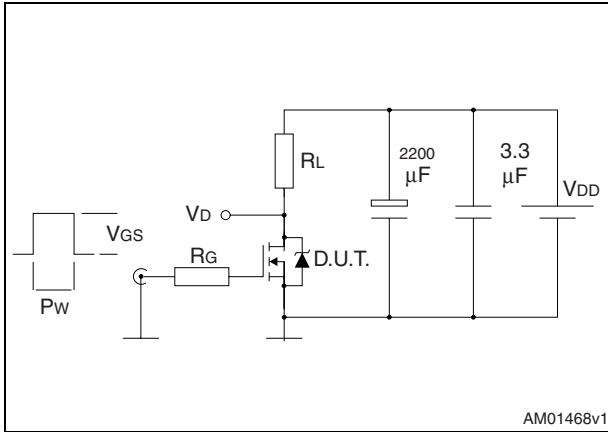 RL
2200
μF
3.3
μF
VDD
VD
VGS
RG
D.U.T.
PW
AM01468v1